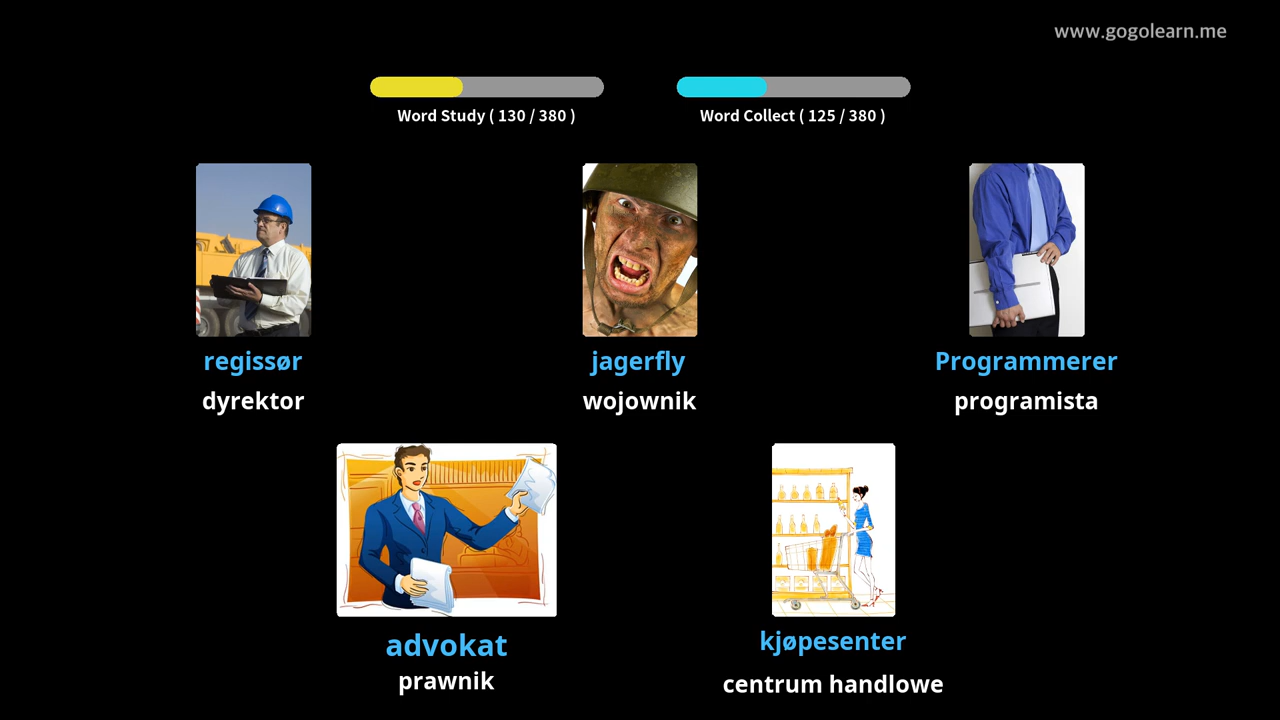 www.gogolearn.me
Word Study ( 130 / 380 )
Word Collect ( 125 / 380 )
regissør
jagerfly
Programmerer
dyrektor
wojownik
programista
advokat
kjøpesenter
prawnik
centrum handlowe